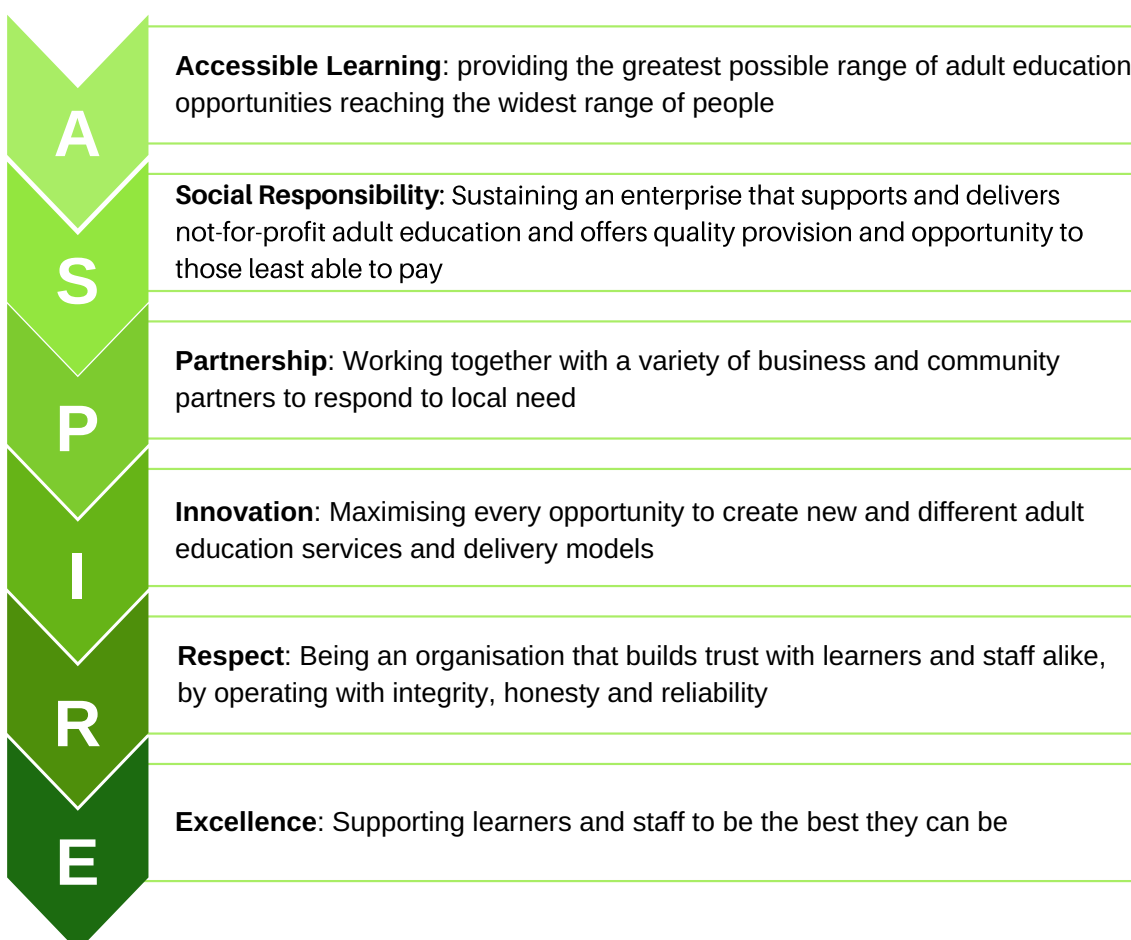 A
Accessible Learning: providing the greatest possible range of adult education
opportunities reaching the widest range of people
S
Social Responsibility: Sustaining an enterprise that supports and delivers
not-for-profit adult education and offers quality provision and opportunity to
those least able to pay
P
Partnership: Working together with a variety of business and community
partners to respond to local need
I
Innovation: Maximising every opportunity to create new and different adult
education services and delivery models
R
Respect: Being an organisation that builds trust with learners and staff alike,
by operating with integrity, honesty and reliability
E
Excellence: Supporting learners and staff to be the best they can be